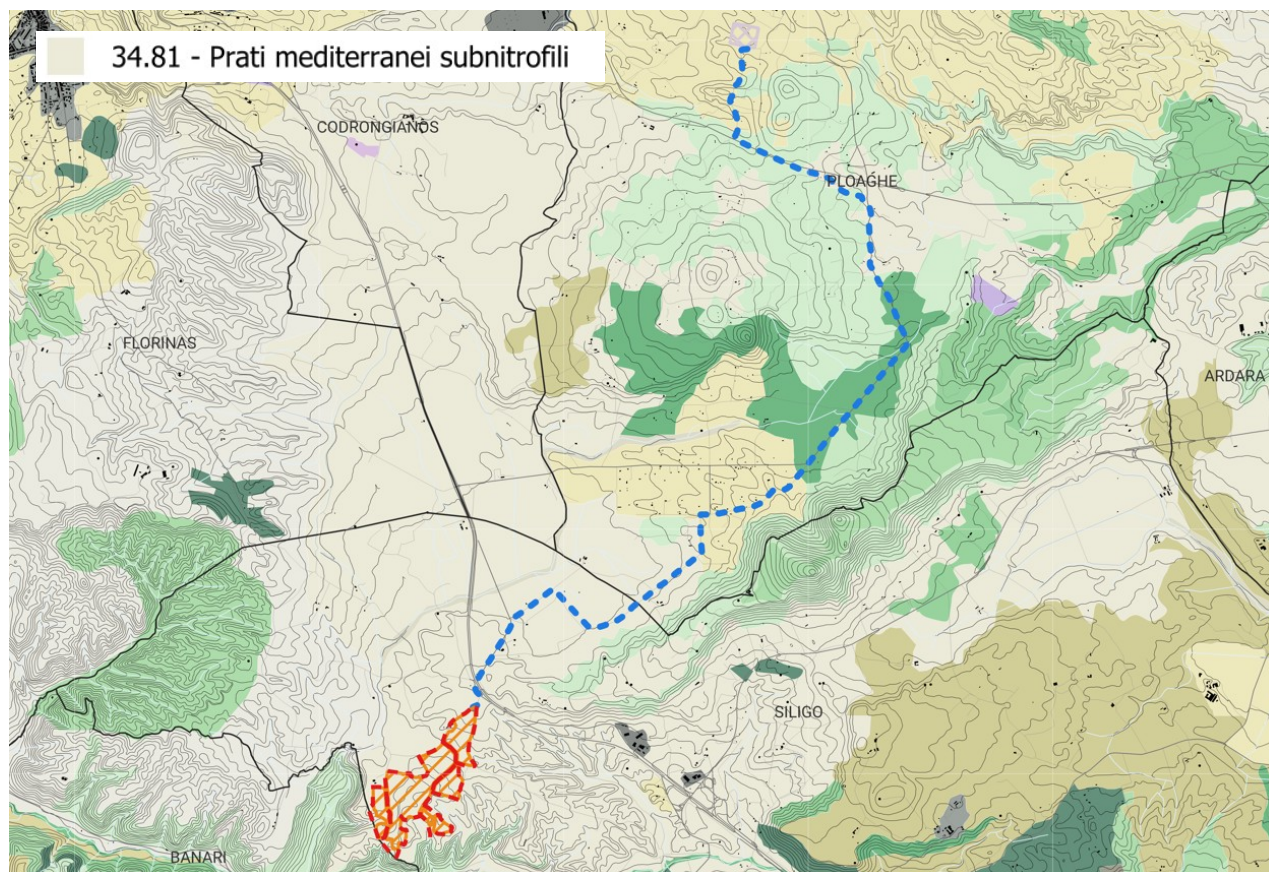 34.81 - Prati mediterranei subnitrofili
CODRONGIANOS
PLOAGHE
FLORINAS
ARDARA
SILIGO
BANARI